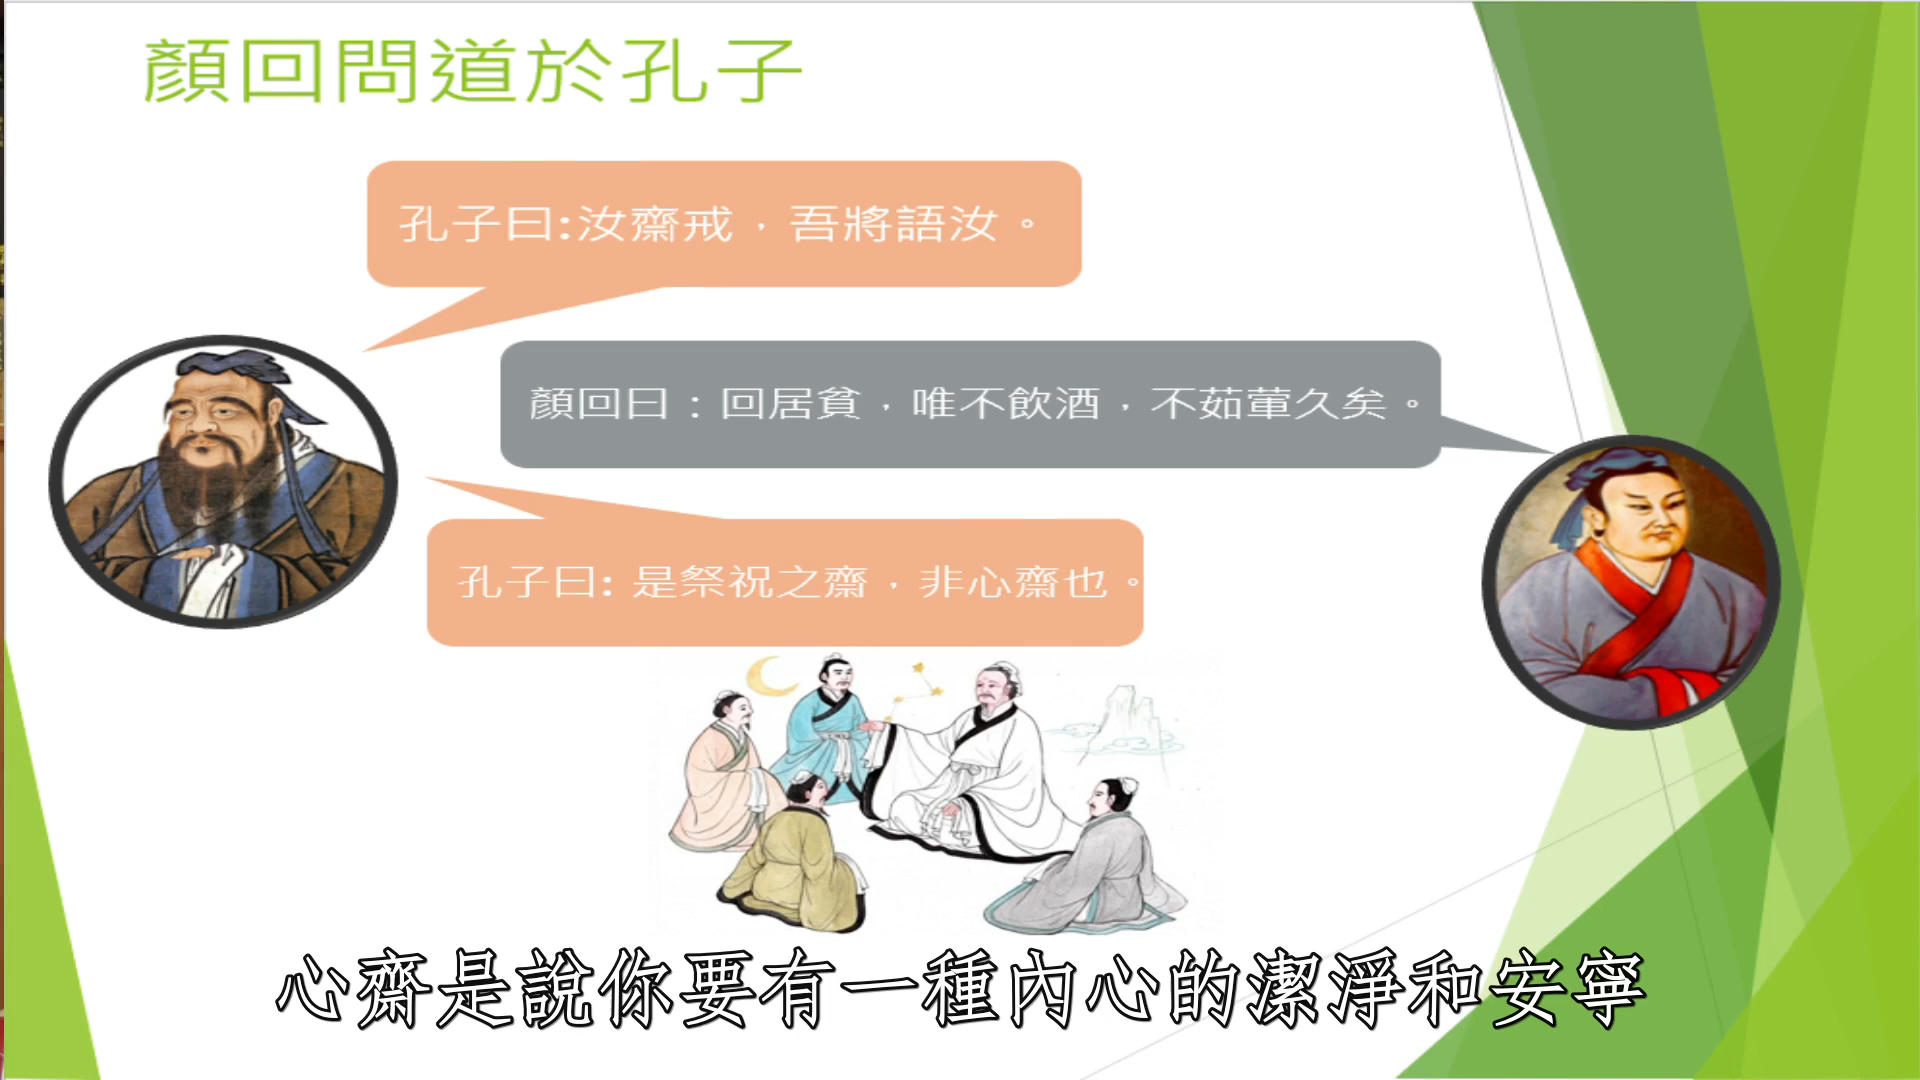 顏回問道於孔子
孔子曰:汝齋戒，吾將語汝。
顏回曰：回居貧，唯不飲酒，不茹葷久矣。
孔子曰: 是祭祝之齋，非心齋也。
心齋是說你要有一種內心的潔淨和安寧